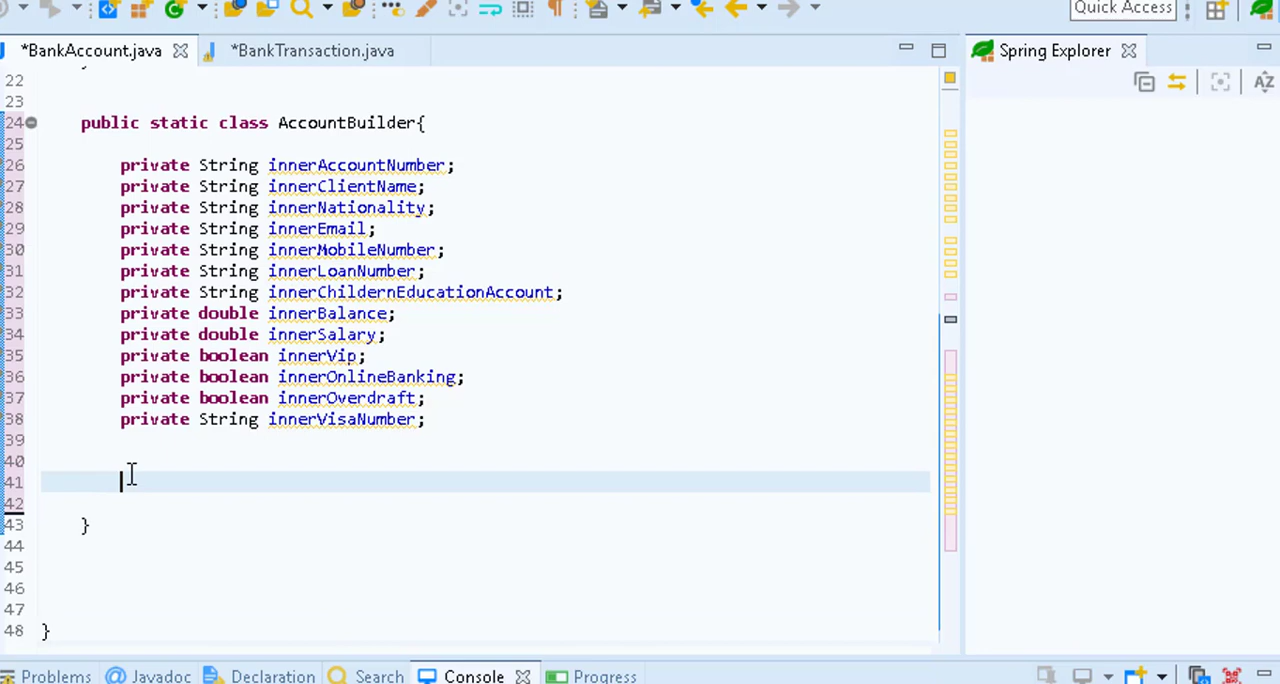 Quick Access
*BankAccount.java *BankTransaction.java Spring Explorer
22
23
24 public static class AccountBuilder{
25
26 private String innerAccountNumber;
27 private String innerClientName;
28 private String innerNationality;
29 private String innerEmail;
30 private String innerMobileNumber;
31 private String innerLoanNumber;
32 private String innerChildernEducationAccount;
33 private double innerBalance;
34 private double innerSalary;
35 private boolean innerVip;
36 private boolean innerOnlineBanking;
37 private boolean innerOverdraft;
38 private String innerVisaNumber;
39
40
41
42
43 }
44
45
46
47
48 }
Problems @ Javadoc Declaration Search Console Progress